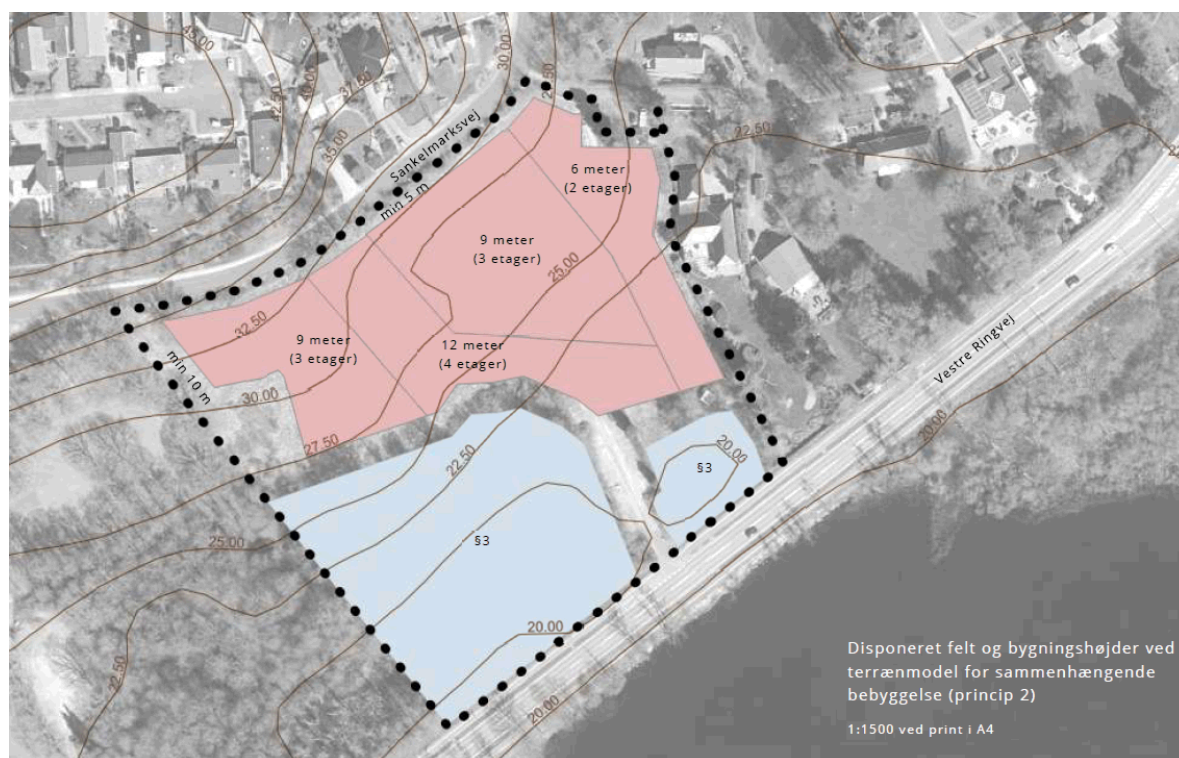 45.00
42.50
40.00
37.50
35.00
30.00
Sankelmarksvej
min 5 m
6 meter
(2 etager)
22.50
9 meter
(3 etager)
25.00
32.50
9 meter
(3 etager)
12 meter
(4 etager)
min 10 m
30.00
27.50
22.50
Vestre Ringvej
20.00
20.00
§3
§3
25.00
22.50
20.00
20.00
Disponeret felt og bygningshøjder ved
terrænmodel for sammenhængende
bebyggelse (princip 2)
1:1500 ved print i A4